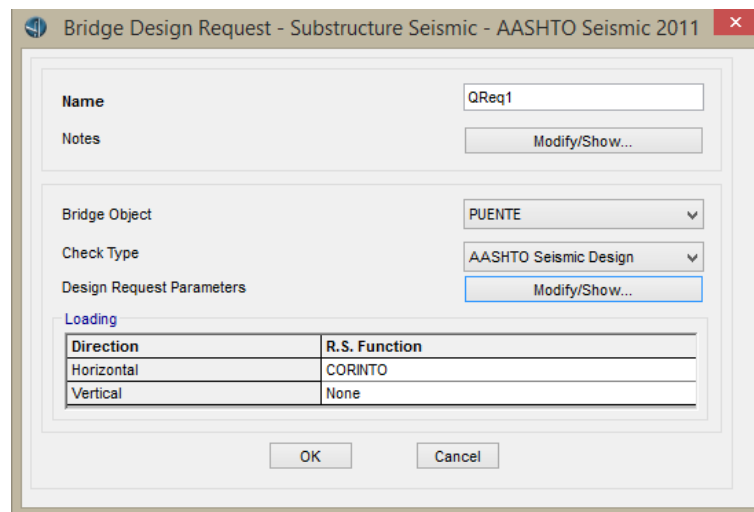 Bridge Design Request - Substructure Seismic - AASHTO Seismic 2011
Name QReq1
Notes Modify/Show...
Bridge Object PUENTE
Check Type AASHTO Seismic Design
Design Request Parameters Modify/Show...
Loading
Direction R.S. Function
Horizontal CORINTO
Vertical None
OK Cancel